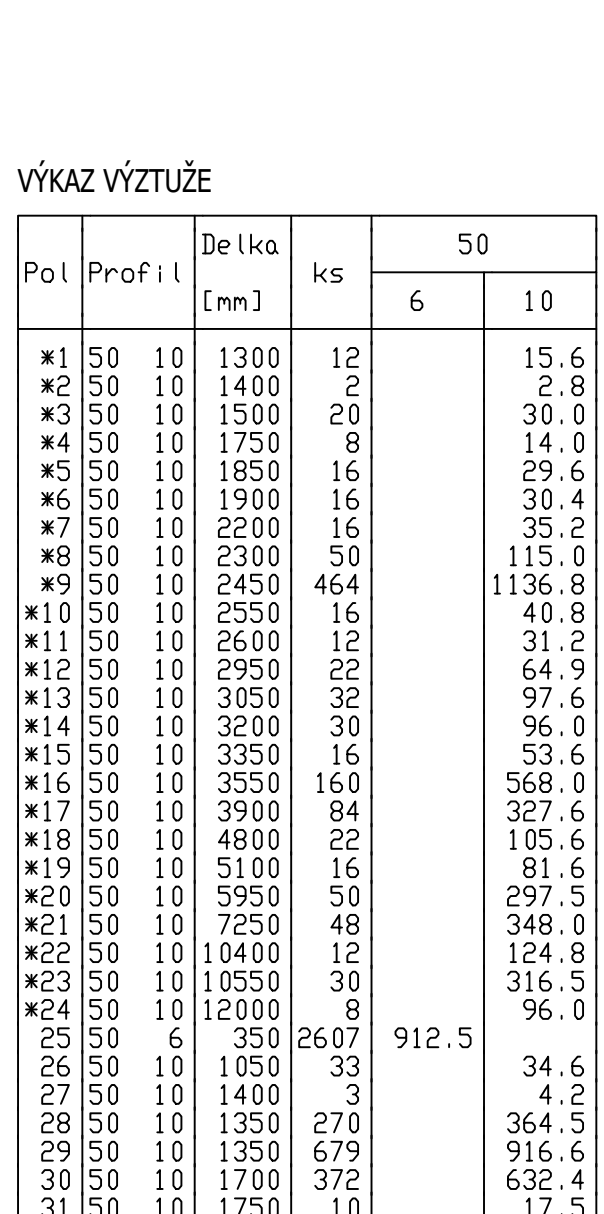 VÝKAZ VÝZTUŽE
Pol Profil Delka [mm] ks 50
6 10
*1 50 10 1300 12 15.6
*2 50 10 1400 2 2.8
*3 50 10 1500 20 30.0
*4 50 10 1750 8 14.0
*5 50 10 1850 16 29.6
*6 50 10 1900 16 30.4
*7 50 10 2200 16 35.2
*8 50 10 2300 50 115.0
*9 50 10 2450 464 1136.8
*10 50 10 2550 16 40.8
*11 50 10 2600 12 31.2
*12 50 10 2950 22 64.9
*13 50 10 3050 32 97.6
*14 50 10 3200 30 96.0
*15 50 10 3350 16 53.6
*16 50 10 3550 160 568.0
*17 50 10 3900 84 327.6
*18 50 10 4800 22 105.6
*19 50 10 5100 16 81.6
*20 50 10 5950 50 297.5
*21 50 10 7250 48 348.0
*22 50 10 10400 12 124.8
*23 50 10 10550 30 316.5
*24 50 10 12000 8 96.0
25 50 6 350 2607 912.5
26 50 10 1050 33 34.6
27 50 10 1400 3 4.2
28 50 10 1350 270 364.5
29 50 10 1350 679 916.6
30 50 10 1700 372 632.4
31 50 10 1750 10 17.5